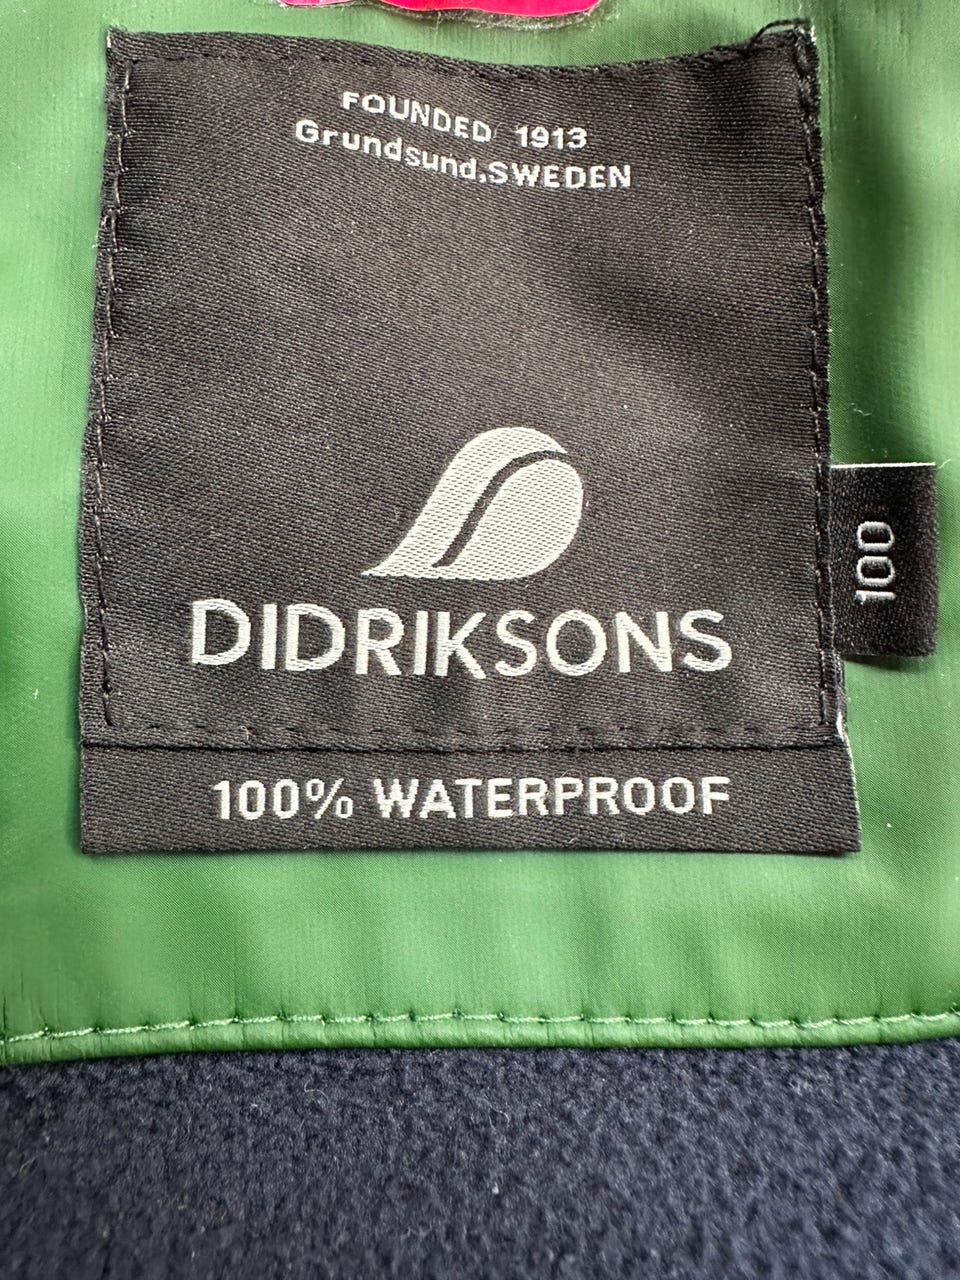 FOUNDED 1913
Grundsund.SWEDEN
DIDRIKSONS
100
100% WATERPROOF